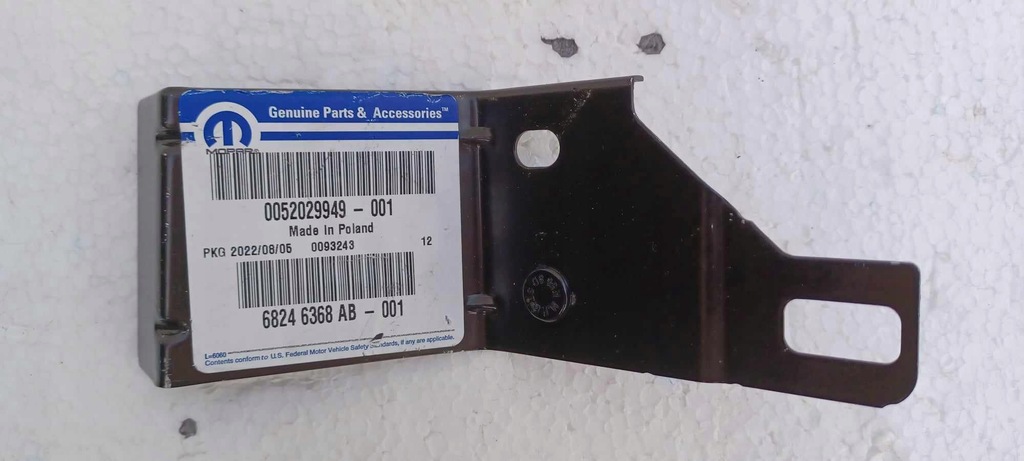 Genuine Parts & Accessories™
MOPAR®
0052029949 - 001
Made in Poland
PKG 2022/06/05 0093243 12
6824 6368 AB - 001
L=6060
Contents conform to U.S. Federal Motor Vehicle Safety Standards, if any are applicable.